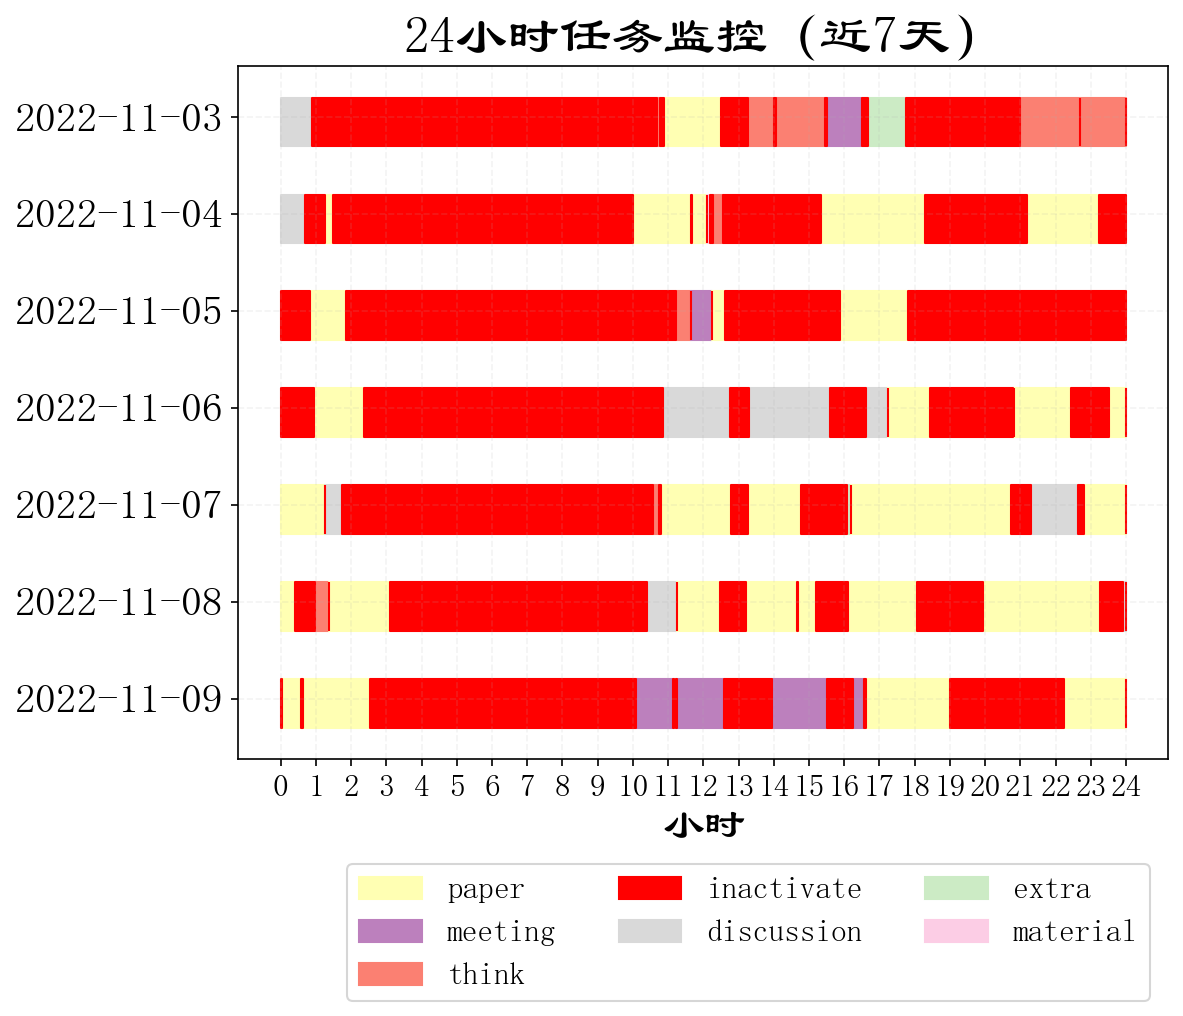 24小时任务监控 (近7天)
2022-11-03
2022-11-04
2022-11-05
2022-11-06
2022-11-07
2022-11-08
2022-11-09
0 1 2 3 4 5 6 7 8 9 10 11 12 13 14 15 16 17 18 19 20 21 22 23 24
小时
paper inactivate extra
meeting discussion material
think